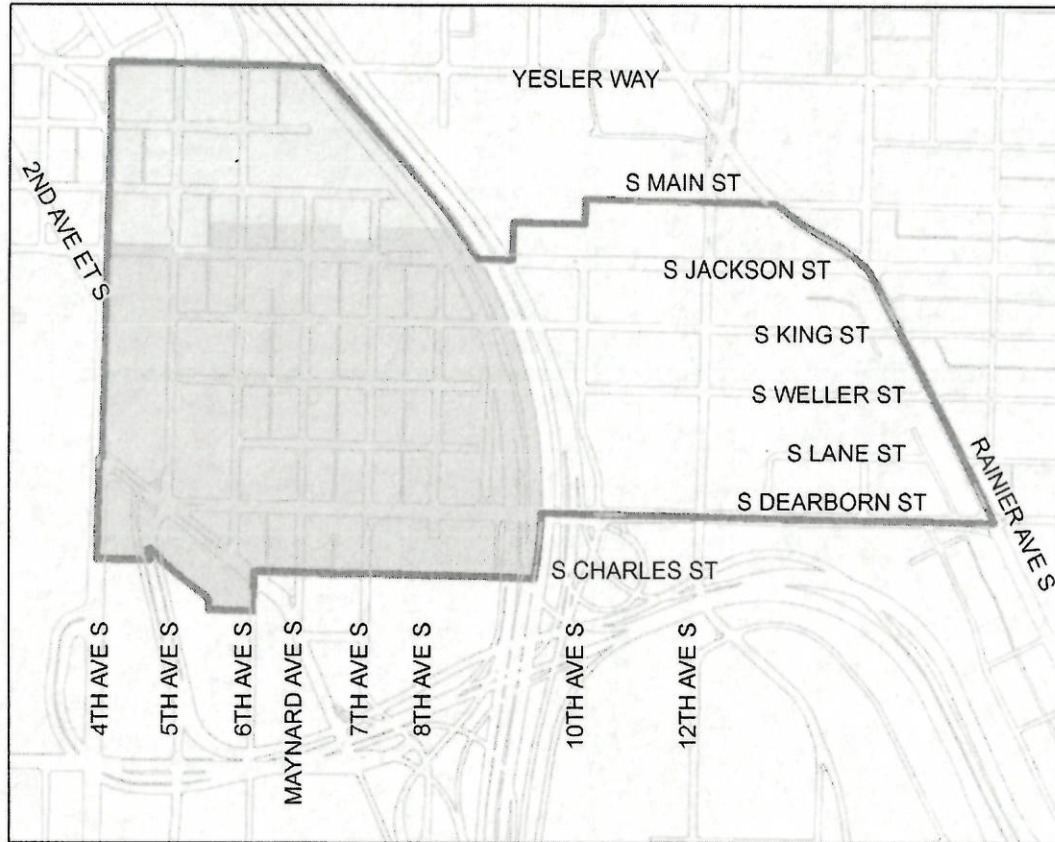 YESLER WAY
S MAIN ST
2ND AVE ET S
S JACKSON ST
S KING ST
S WELLER ST
S LANE ST
RAINIER AVE S
S DEARBORN ST
S CHARLES ST
4TH AVE S
5TH AVE S
6TH AVE S
MAYNARD AVE S
7TH AVE S
8TH AVE S
10TH AVE S
12TH AVE S